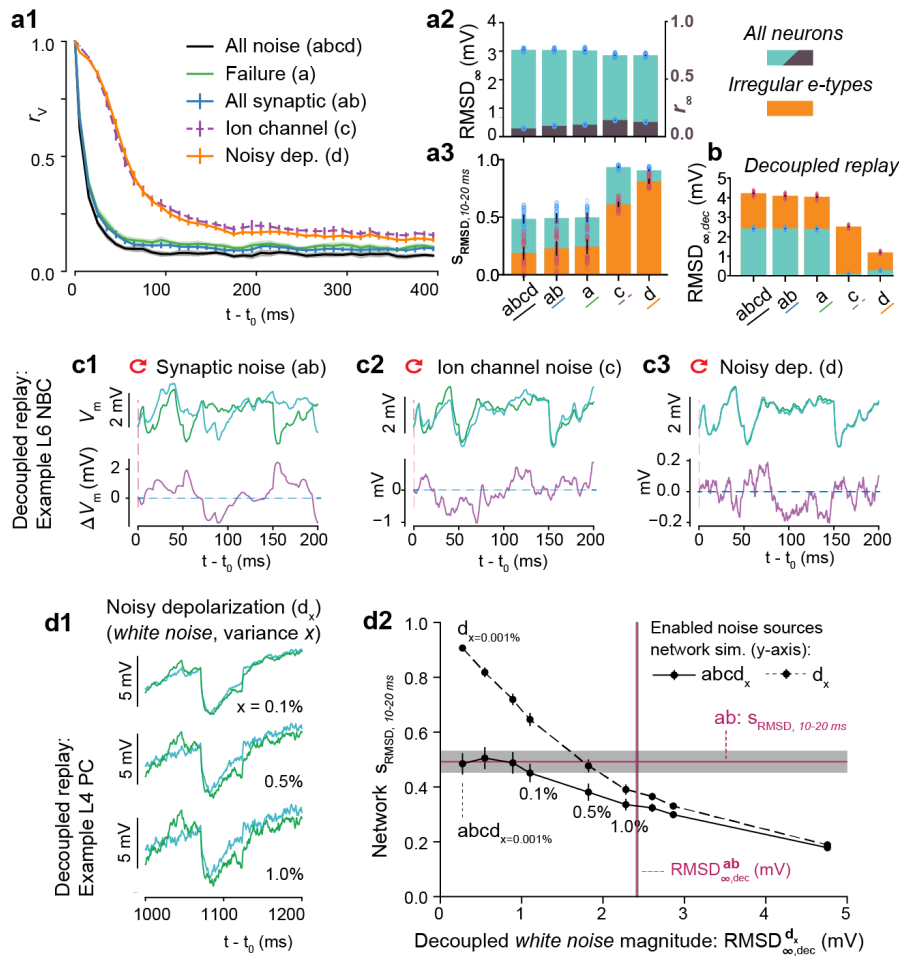 a1
1.0
0.5
0.0
r_V
All noise (abcd)
Failure (a)
All synaptic (ab)
Ion channel (c)
Noisy dep. (d)
0 100 200 300 400
t - t₀ (ms)
a2
RMSD∞ (mV)
4
3
2
1
0
1.0
0.5
0.0
r∞
All neurons
Irregular e-types
a3
s_RMSD, 10-20 ms
1.0
0.5
0.0
abcd ab a c d
b
Decoupled replay
RMSD∞,dec (mV)
5
4
3
2
1
0
abcd ab a c d
Decoupled replay:
Example L6 NBC
c1 Synaptic noise (ab)
V_m
2 mV
ΔV_m (mV)
2
0
0 50 100 150 200
t - t₀ (ms)
c2 Ion channel noise (c)
2 mV
mV
0
−1
0 50 100 150 200
t - t₀ (ms)
c3 Noisy dep. (d)
2 mV
mV
0.2
0.0
−0.2
0 50 100 150 200
t - t₀ (ms)
Decoupled replay:
Example L4 PC
d1
Noisy depolarization (d_x)
(white noise, variance x)
5 mV
x = 0.1%
5 mV
0.5%
5 mV
1.0%
1000 1100 1200
t - t₀ (ms)
d2
Network s_RMSD, 10-20 ms
1.0
0.8
0.6
0.4
0.2
0.0
d_x=0.001%
Enabled noise sources
network sim. (y-axis):
abcd_x d_x
ab: s_RMSD, 10-20 ms
0.1%
0.5%
1.0%
abcd_x=0.001%
RMSD^ab_∞,dec (mV)
0 1 2 3 4 5
Decoupled white noise magnitude: RMSD^d_x_∞,dec (mV)